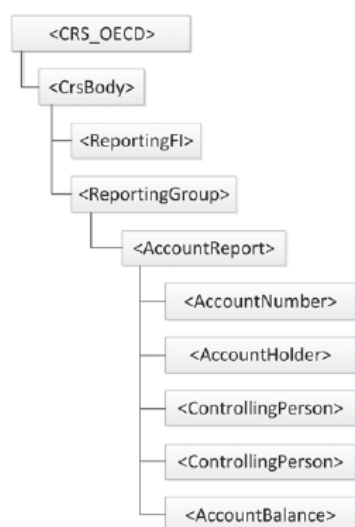 <CRS_OECD>
<CrsBody>
<ReportingFI>
<ReportingGroup>
<AccountReport>
<AccountNumber>
<AccountHolder>
<ControllingPerson>
<ControllingPerson>
<AccountBalance>